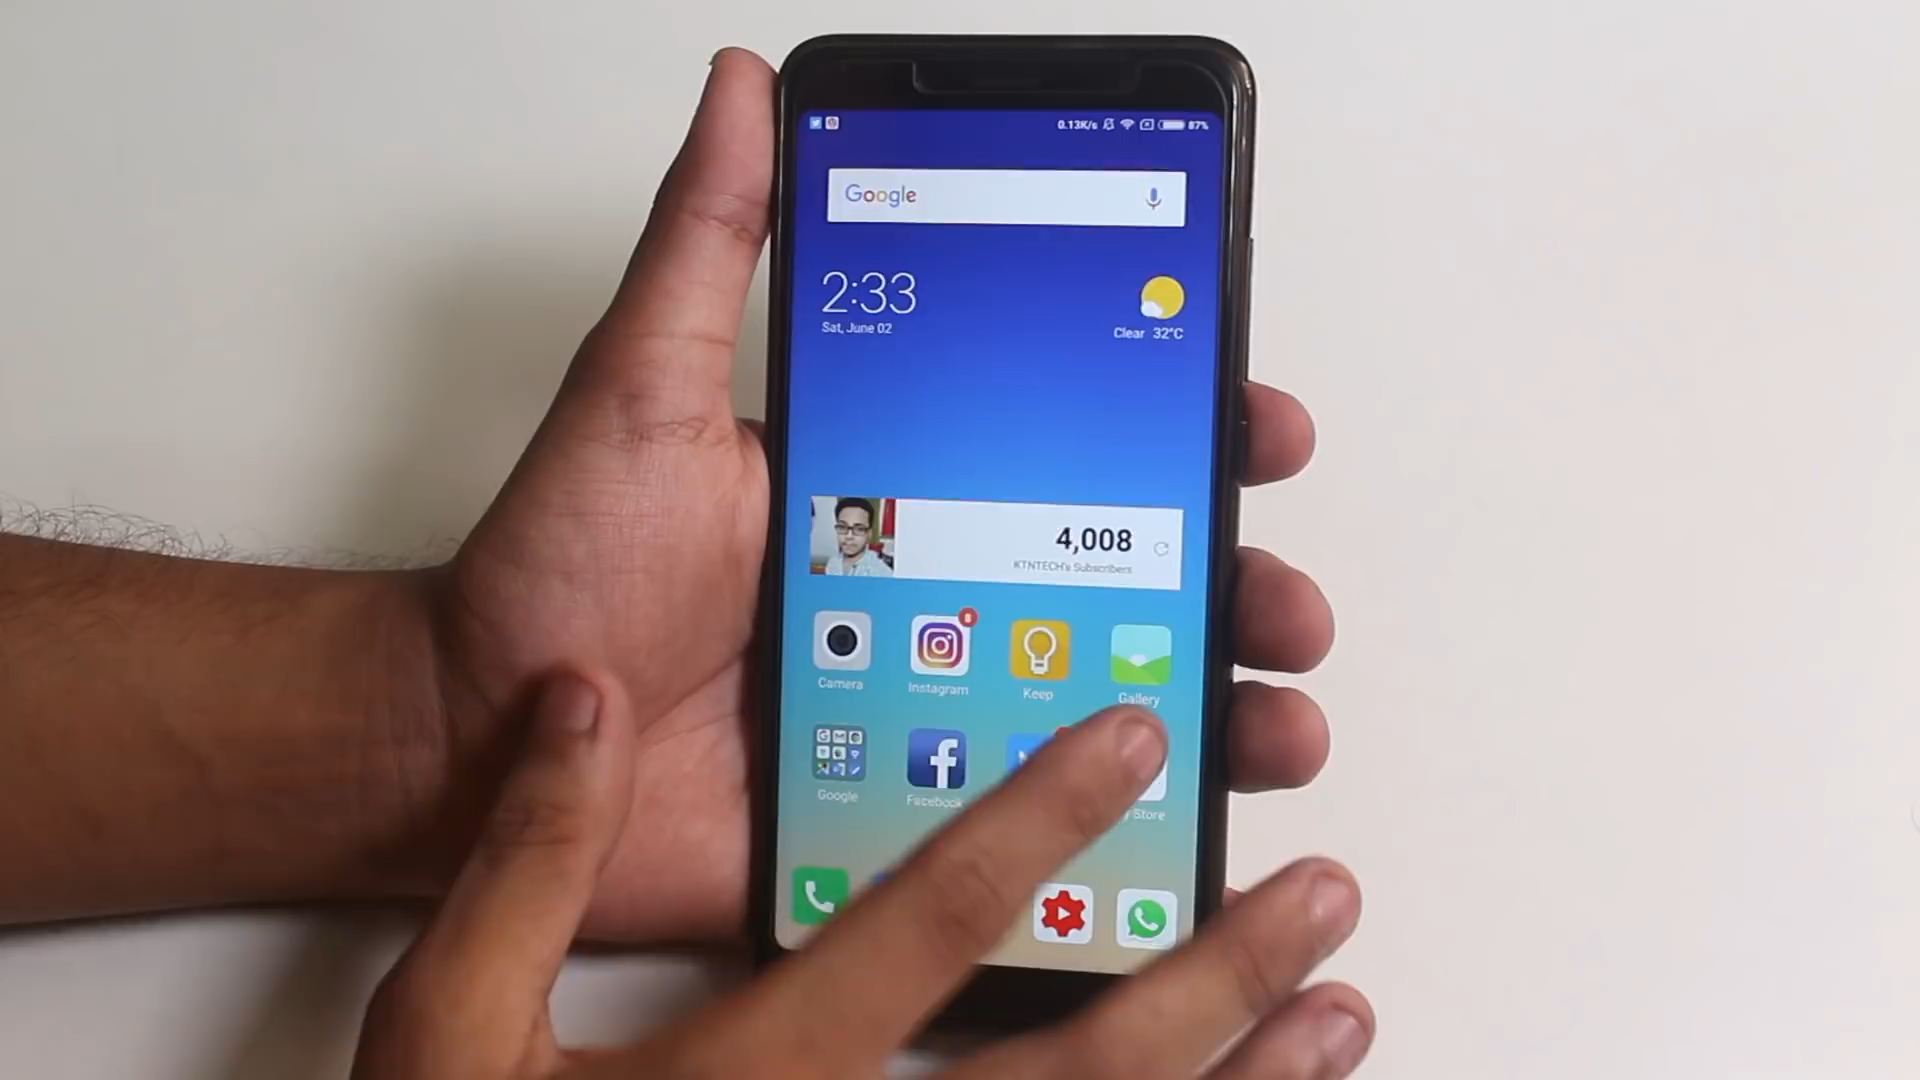 0.13K/s 87%
Google
2:33
Sat, June 02
Clear 32°C
4,008
KTNTECH's Subscribers
8
Camera
Instagram
Keep
Gallery
Google
Facebook
Store